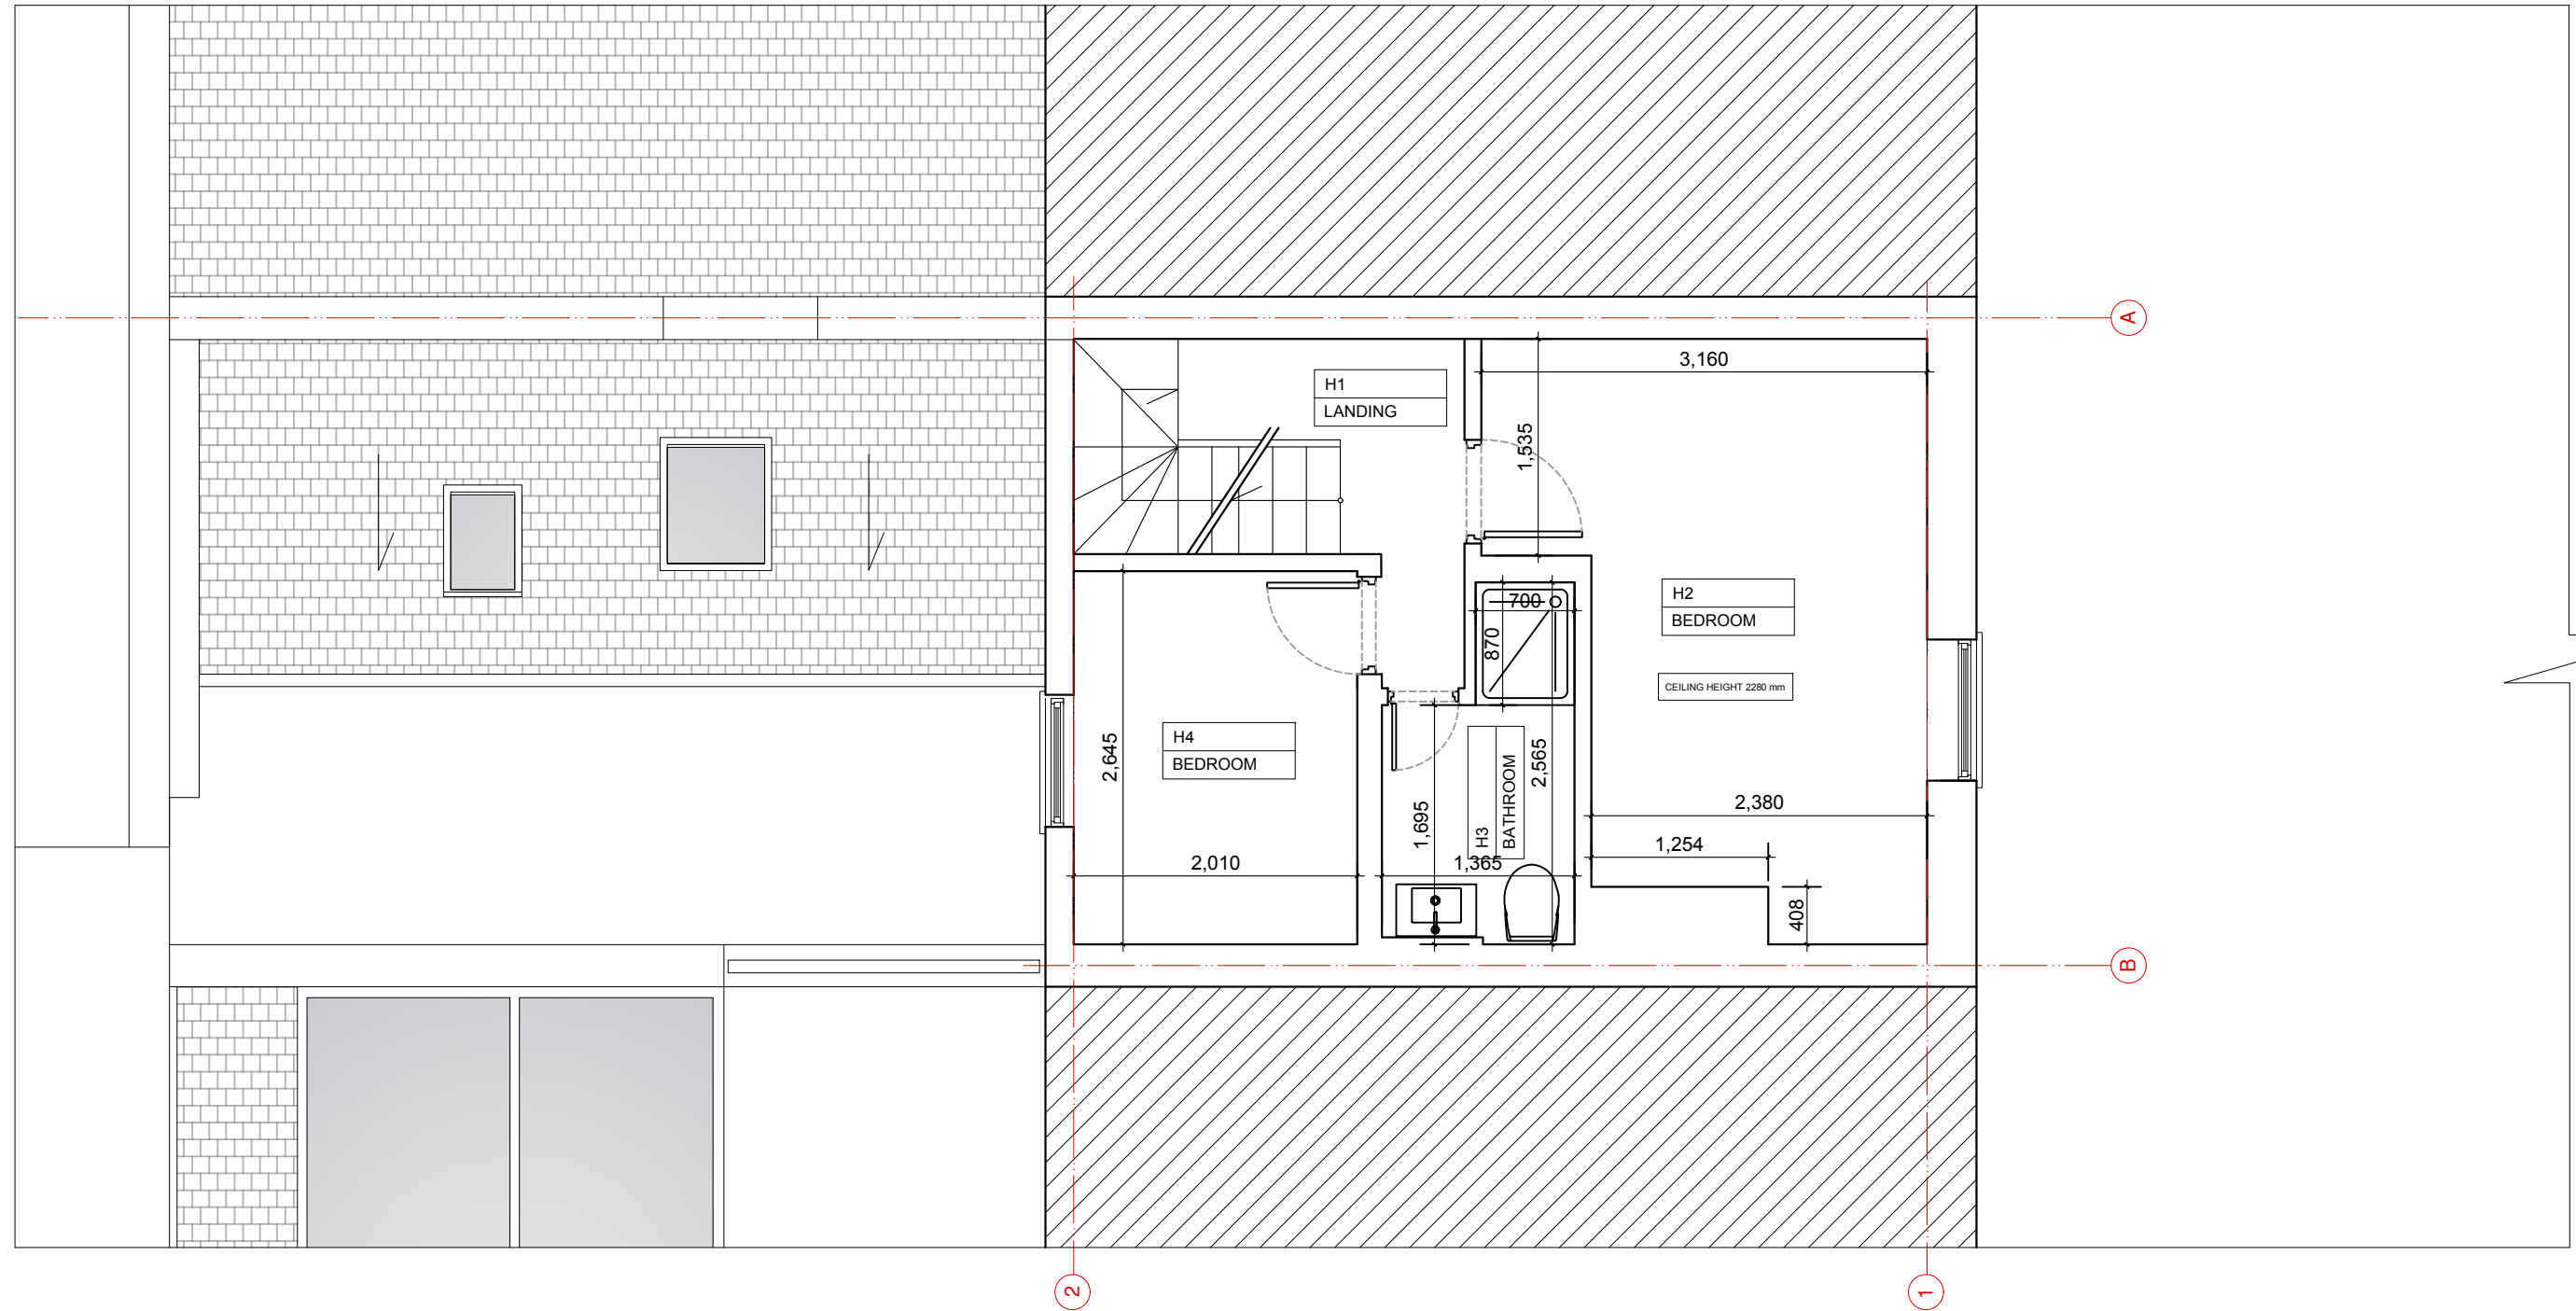 A
3,160
H1
LANDING
1,535
H2
BEDROOM
700
870
CEILING HEIGHT 2280 mm
H4
BEDROOM
2,645
H3
BATHROOM
2,565
2,380
1,695
1,254
2,010
1,365
408
B
2
1